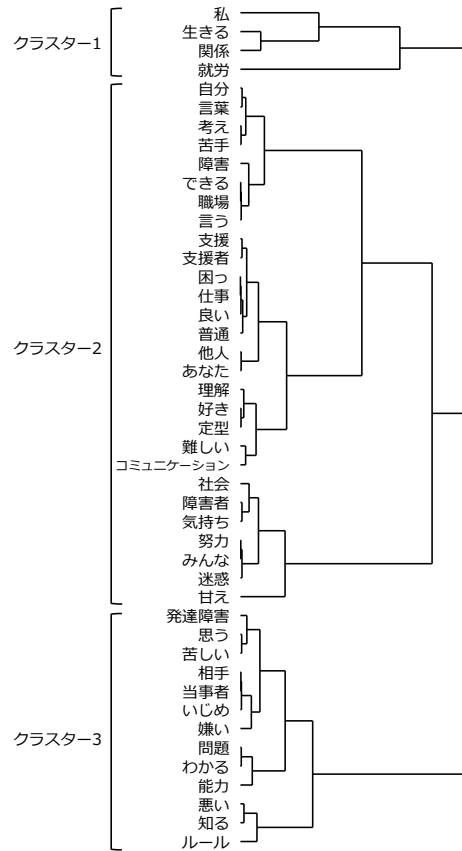 クラスター1
私
生きる
関係
就労
クラスター2
自分
言葉
考え
苦手
障害
できる
職場
言う
支援
支援者
困っ
仕事
良い
普通
他人
あなた
理解
好き
定型
難しい
コミュニケーション
社会
障害者
気持ち
努力
みんな
迷惑
甘え
クラスター3
発達障害
思う
苦しい
相手
当事者
いじめ
嫌い
問題
わかる
能力
悪い
知る
ルール